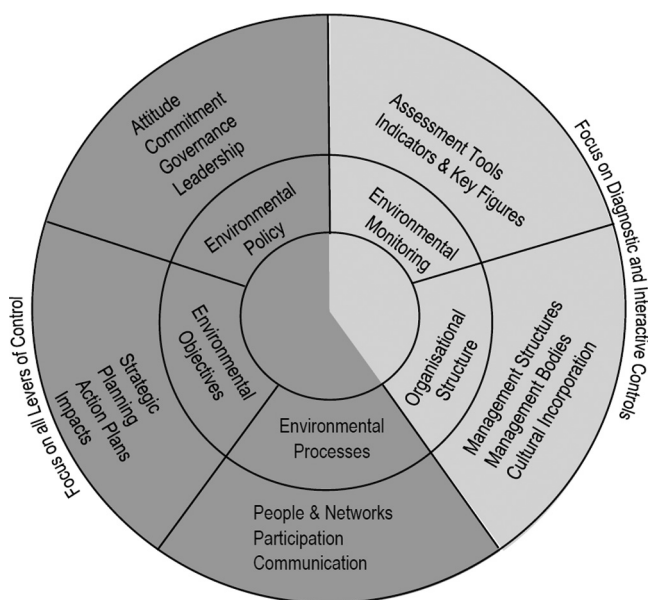 Attitude
Commitment
Governance
Leadership
Environmental
Policy
Assessment Tools
Indicators & Key Figures
Environmental
Monitoring
Focus on Diagnostic and Interactive Controls
Organisational
Structure
Management Structures
Management Bodies
Cultural Incorporation
Environmental
Processes
People & Networks
Participation
Communication
Environmental
Objectives
Strategic
Planning
Action Plans
Impacts
Focus on all Levers of Control